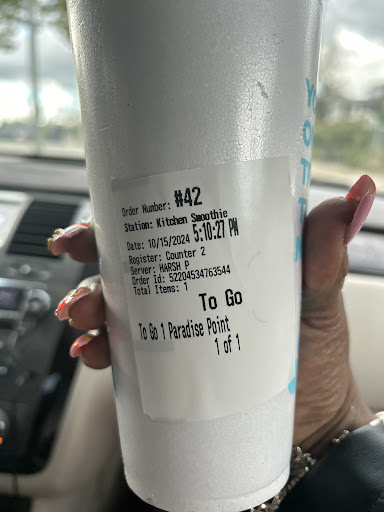 Order Number: #42
Station: Kitchen Smoothie
Date: 10/15/2024 5:10:27 PM
Register: Counter 2
Server: HARSH P
Order Id: 52204534763544
Total Items: 1
To Go
To Go 1 Paradise Point
1 of 1